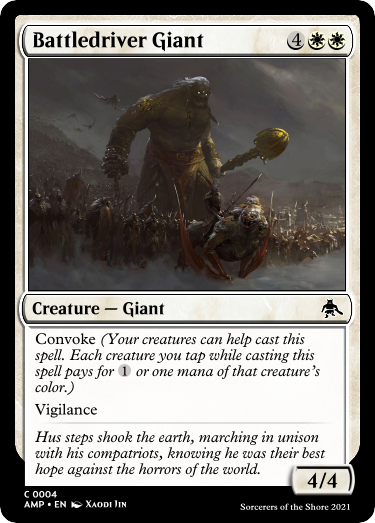 Battledriver Giant 4
Creature — Giant
Convoke (Your creatures can help cast this
spell. Each creature you tap while casting this
spell pays for 1 or one mana of that creature's
color.)
Vigilance
Hus steps shook the earth, marching in unison
with his compatriots, knowing he was their best
hope against the horrors of the world.
4/4
C 0004
AMP • EN Xaodi Jin
Sorcerers of the Shore 2021